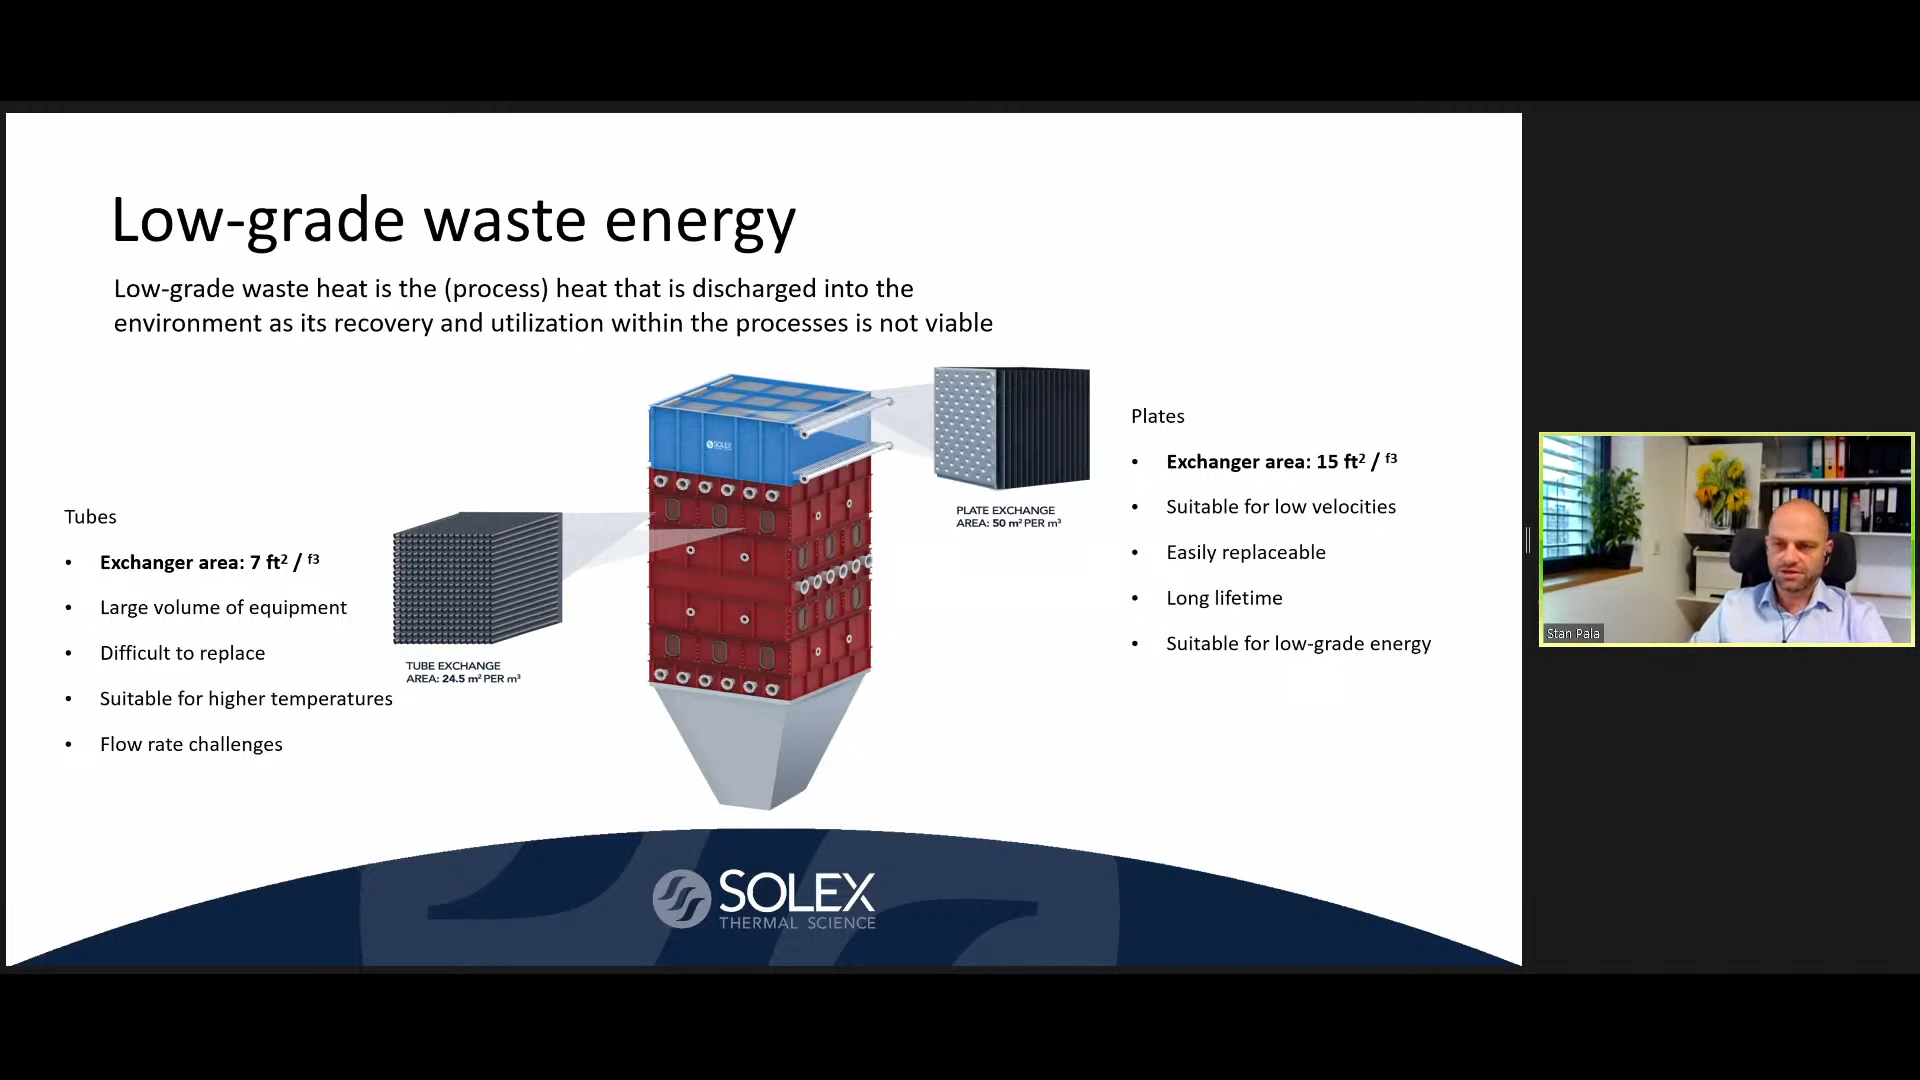 Low-grade waste energy
Low-grade waste heat is the (process) heat that is discharged into the
environment as its recovery and utilization within the processes is not viable
Tubes
• Exchanger area: 7 ft² / f³
• Large volume of equipment
• Difficult to replace
• Suitable for higher temperatures
• Flow rate challenges
TUBE EXCHANGE
AREA: 24.5 m² PER m³
SOLEX
PLATE EXCHANGE
AREA: 50 m² PER m³
Plates
• Exchanger area: 15 ft² / f³
• Suitable for low velocities
• Easily replaceable
• Long lifetime
• Suitable for low-grade energy
SOLEX
THERMAL SCIENCE
Stan Pala